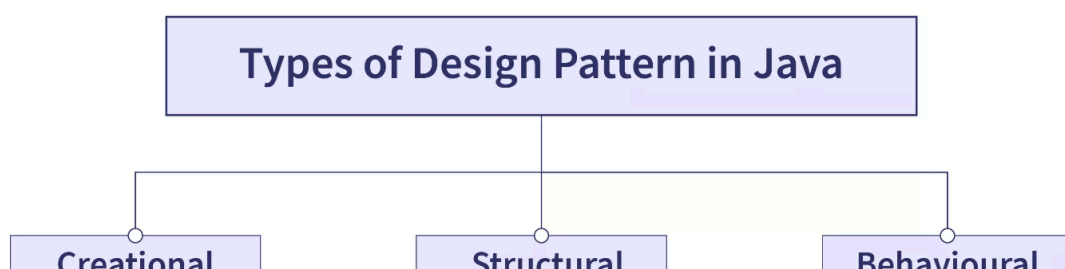 Types of Design Pattern in Java
Creational
Structural
Behavioural